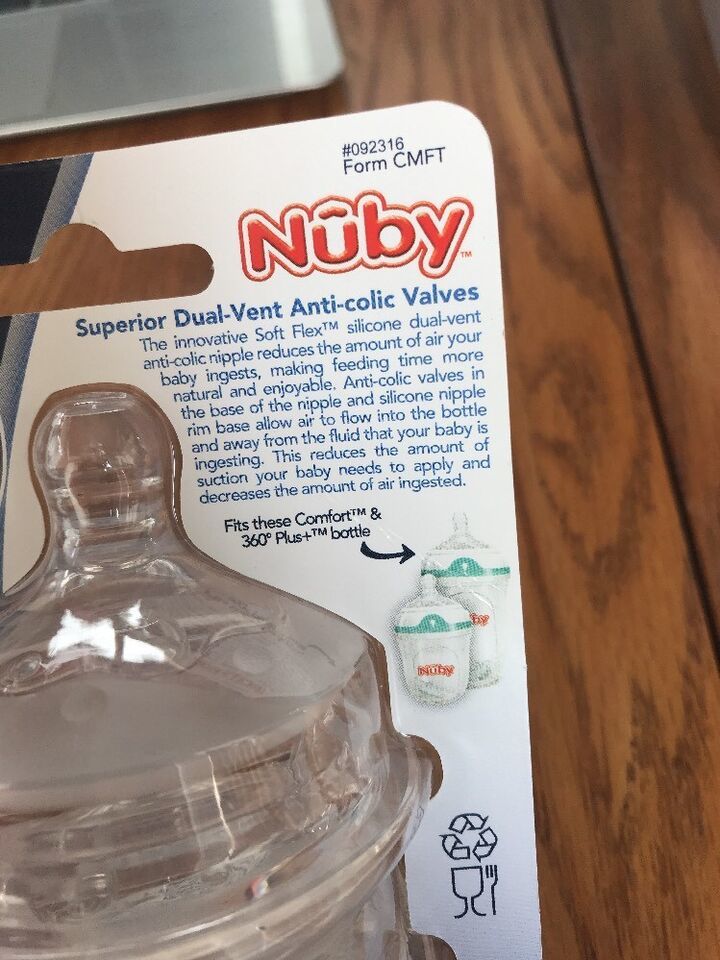 #092316
Form CMFT
Nûby™
Superior Dual-Vent Anti-colic Valves
The innovative Soft Flex™ silicone dual-vent
anti-colic nipple reduces the amount of air your
baby ingests, making feeding time more
natural and enjoyable. Anti-colic valves in
the base of the nipple and silicone nipple
rim base allow air to flow into the bottle
and away from the fluid that your baby is
ingesting. This reduces the amount of
suction your baby needs to apply and
decreases the amount of air ingested.
Fits these Comfort™ &
360° Plus+™ bottle
by
Nûby